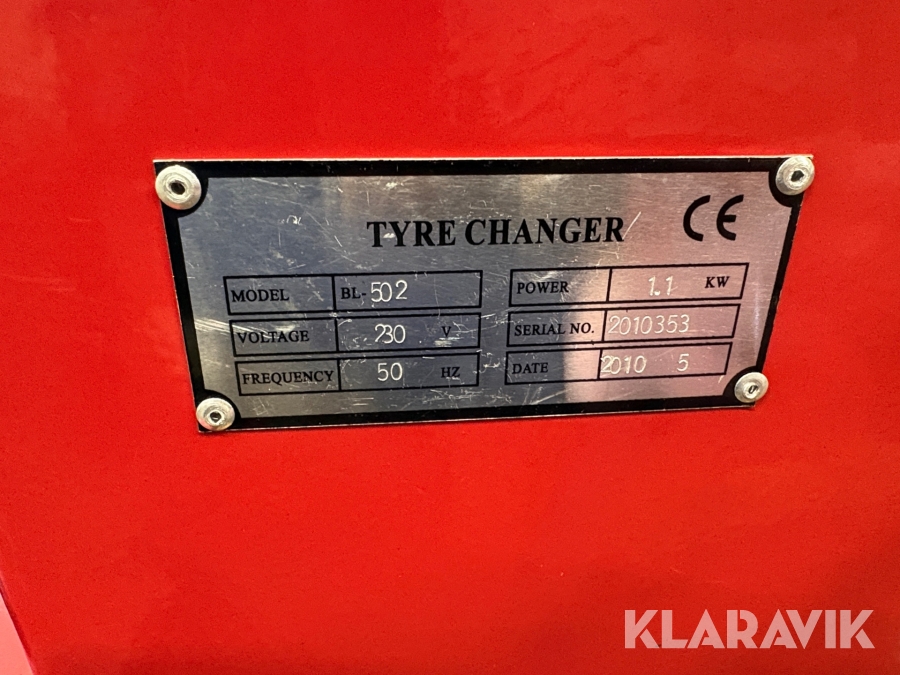 TYRE CHANGER CE
MODEL BL-502 POWER 1.1 KW
VOLTAGE 230 V SERIAL NO. 2010353
FREQUENCY 50 HZ DATE 2010 5
KLARAVIK